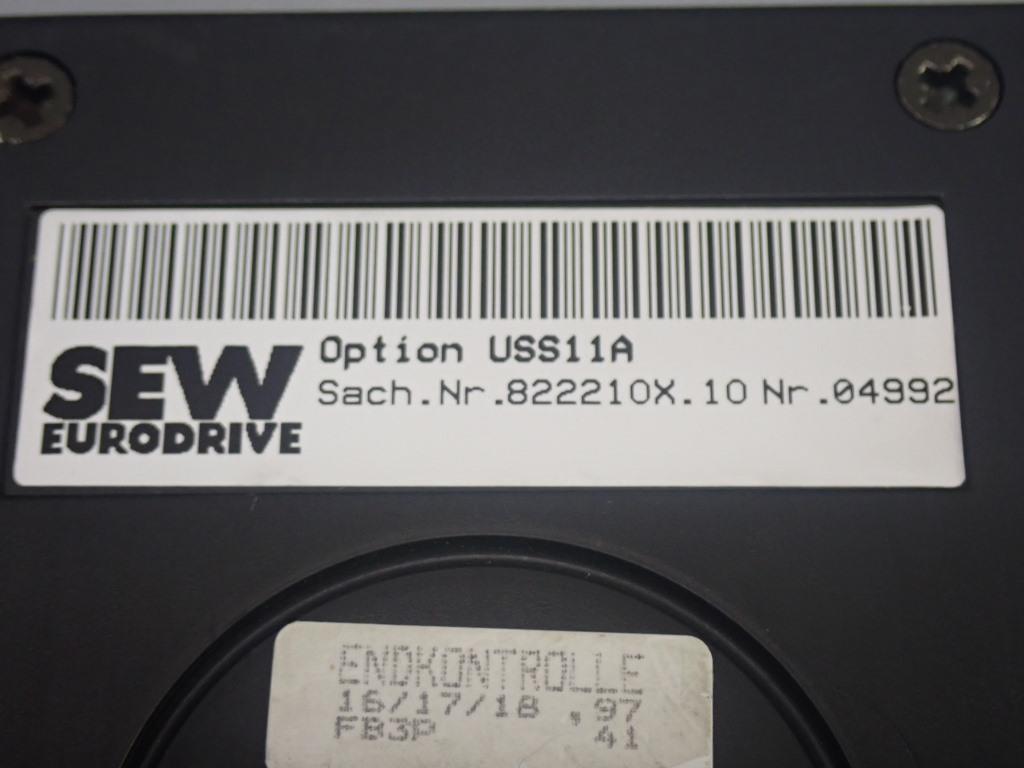 SEW
EURODRIVE
Option USS11A
Sach.Nr.822210X.10 Nr.04992
ENDKONTROLLE
16/17/18 .97
FB3P 41